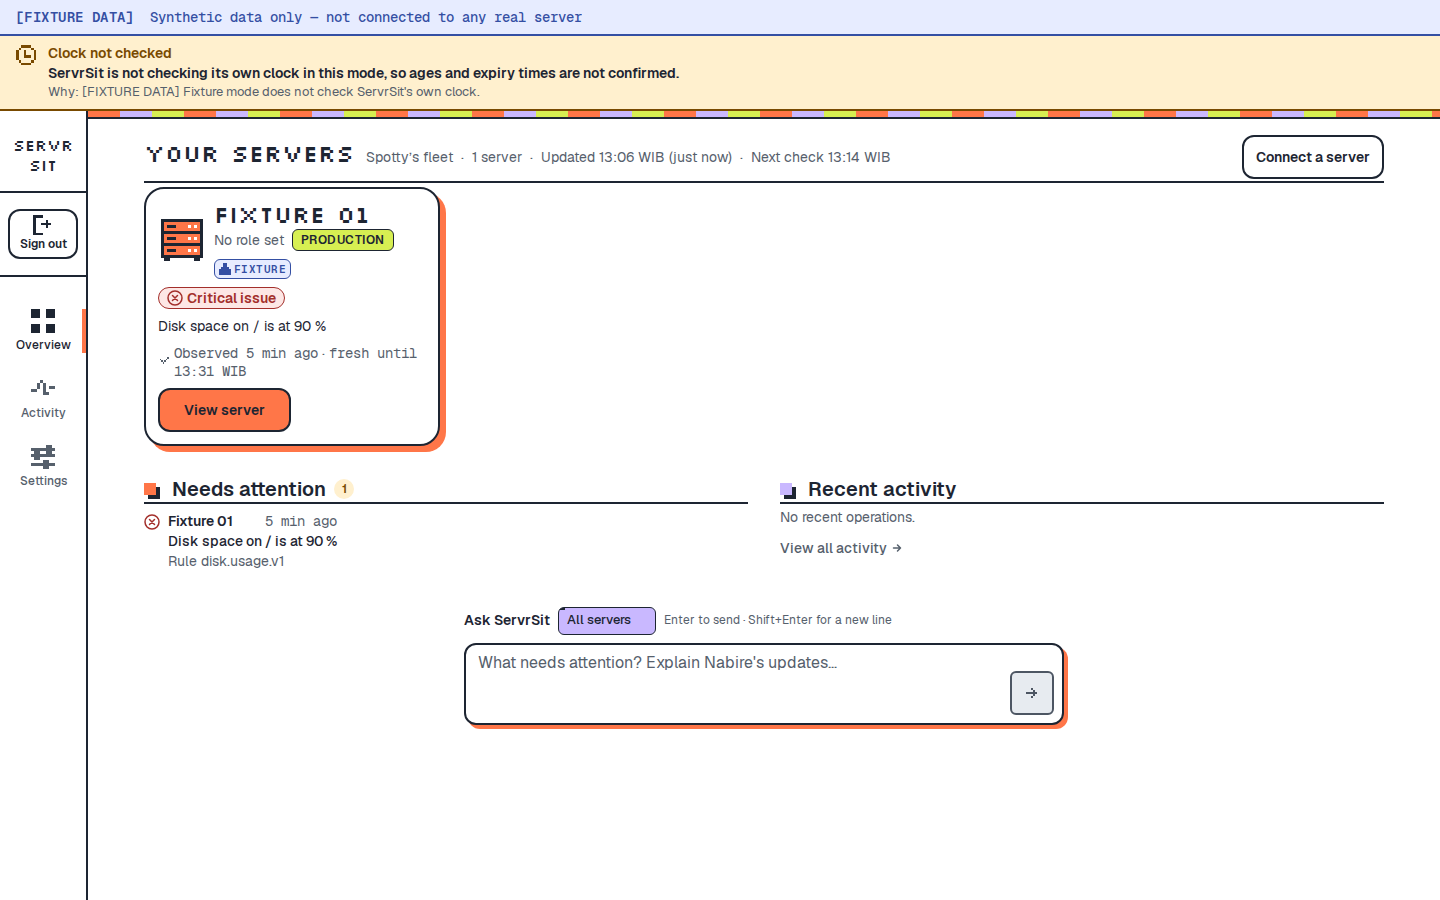 [FIXTURE DATA] Synthetic data only — not connected to any real server
Clock not checked
ServrSit is not checking its own clock in this mode, so ages and expiry times are not confirmed.
Why: [FIXTURE DATA] Fixture mode does not check ServrSit's own clock.
SERVR
SIT
Sign out
Overview
Activity
Settings
YOUR SERVERS Spotty's fleet · 1 server · Updated 13:06 WIB (just now) · Next check 13:14 WIB
Connect a server
FIXTURE 01
No role set PRODUCTION
FIXTURE
Critical issue
Disk space on / is at 90 %
Observed 5 min ago · fresh until
13:31 WIB
View server
Needs attention 1
Fixture 01 5 min ago
Disk space on / is at 90 %
Rule disk.usage.v1
Recent activity
No recent operations.
View all activity →
Ask ServrSit All servers Enter to send · Shift+Enter for a new line
What needs attention? Explain Nabire's updates...